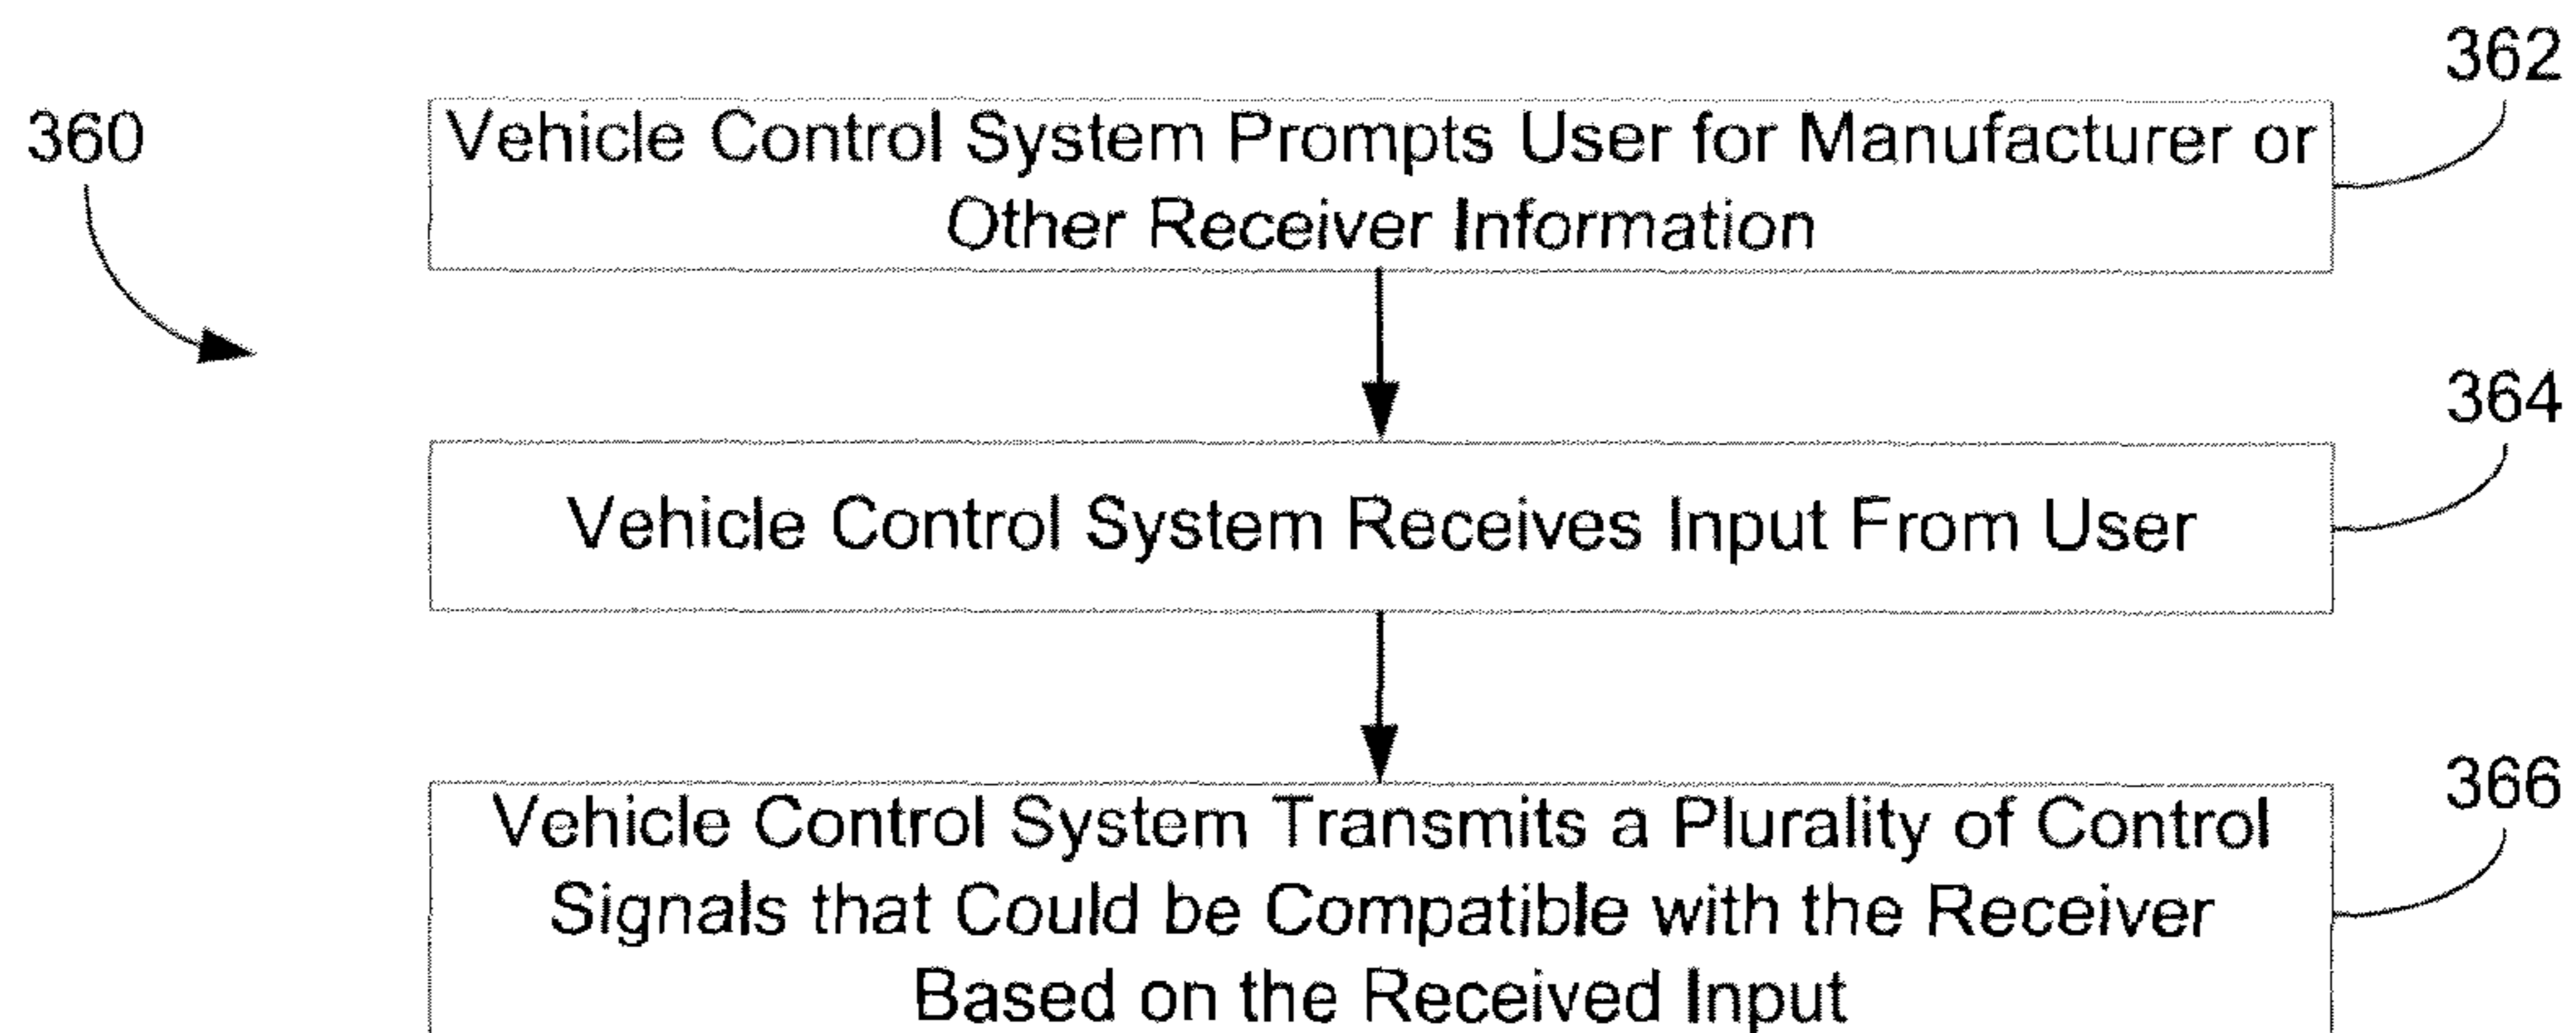 362
360
Vehicle Control System Prompts User for Manufacturer or
Other Receiver Information
364
Vehicle Control System Receives Input From User
366
Vehicle Control System Transmits a Plurality of Control
Signals that Could be Compatible with the Receiver
Based on the Received Input